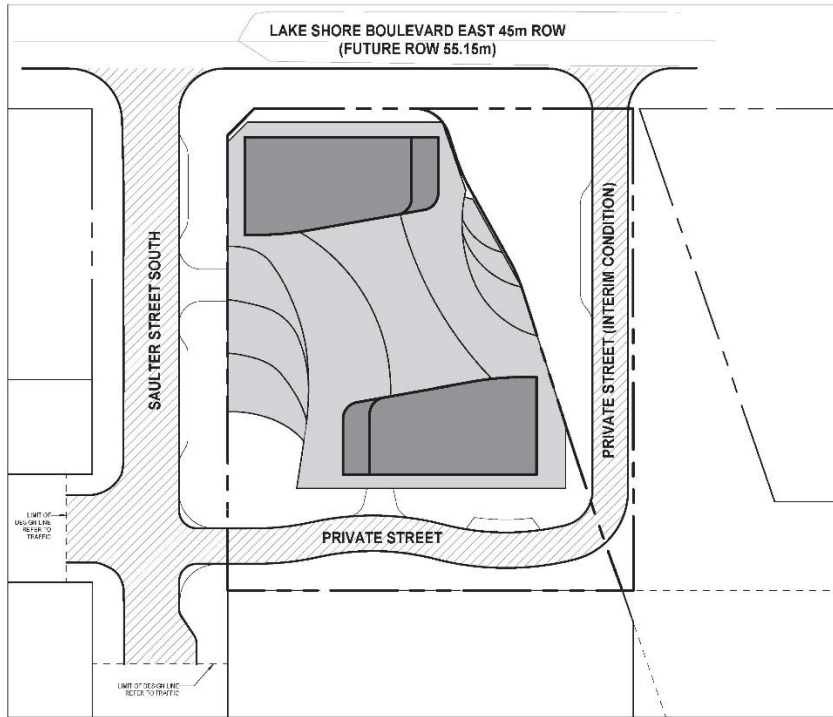 LAKE SHORE BOULEVARD EAST 45m ROW
(FUTURE ROW 55.15m)
SAULTER STREET SOUTH
PRIVATE STREET (INTERIM CONDITION)
LIMIT OF
DESIGN LINE
REFER TO
TRAFFIC
PRIVATE STREET
LIMIT OF DESIGN LINE
REFER TO TRAFFIC